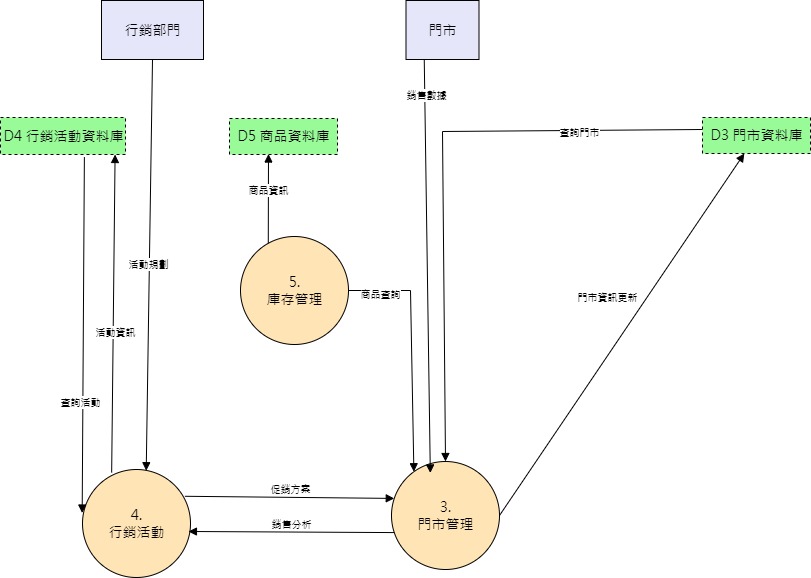 行銷部門
門市
銷售數據
D4 行銷活動資料庫
D5 商品資料庫
查詢門市
D3 門市資料庫
商品資訊
活動規劃
5.
庫存管理
商品查詢
門市資訊更新
活動資訊
查詢活動
促銷方案
4.
行銷活動
銷售分析
3.
門市管理